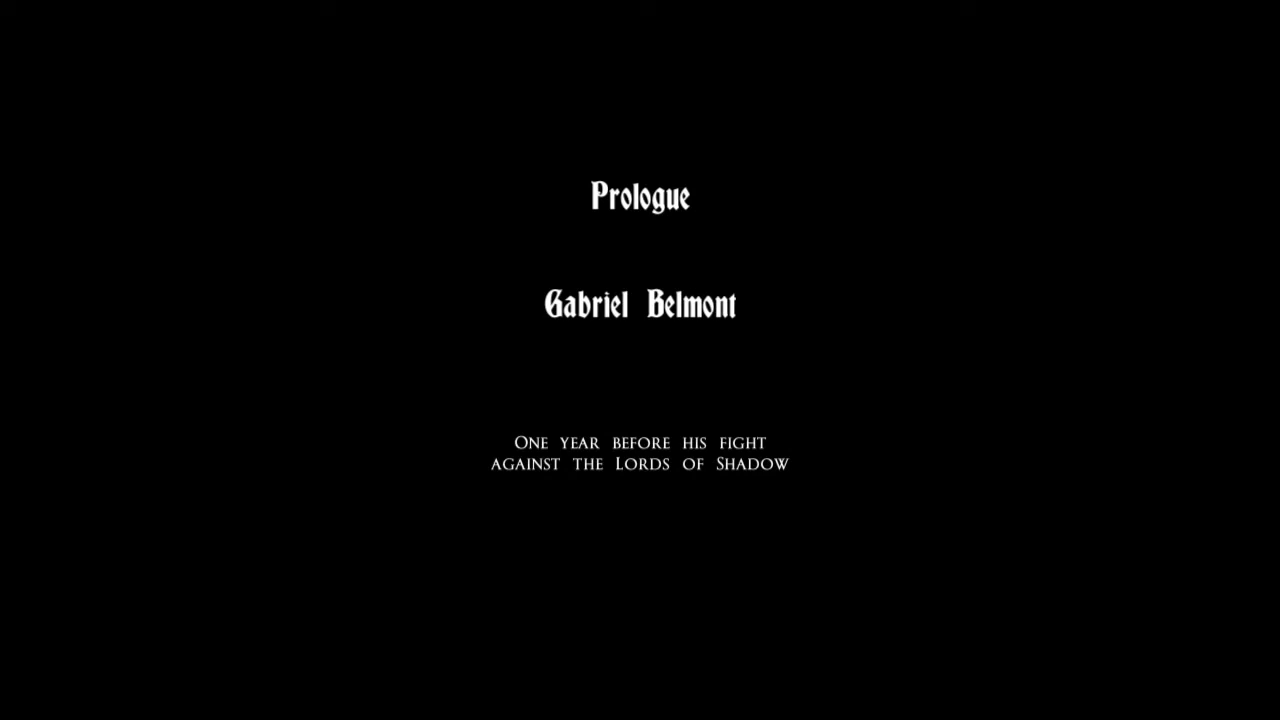 Prologue
Gabriel Belmont
One year before his fight
against the Lords of Shadow